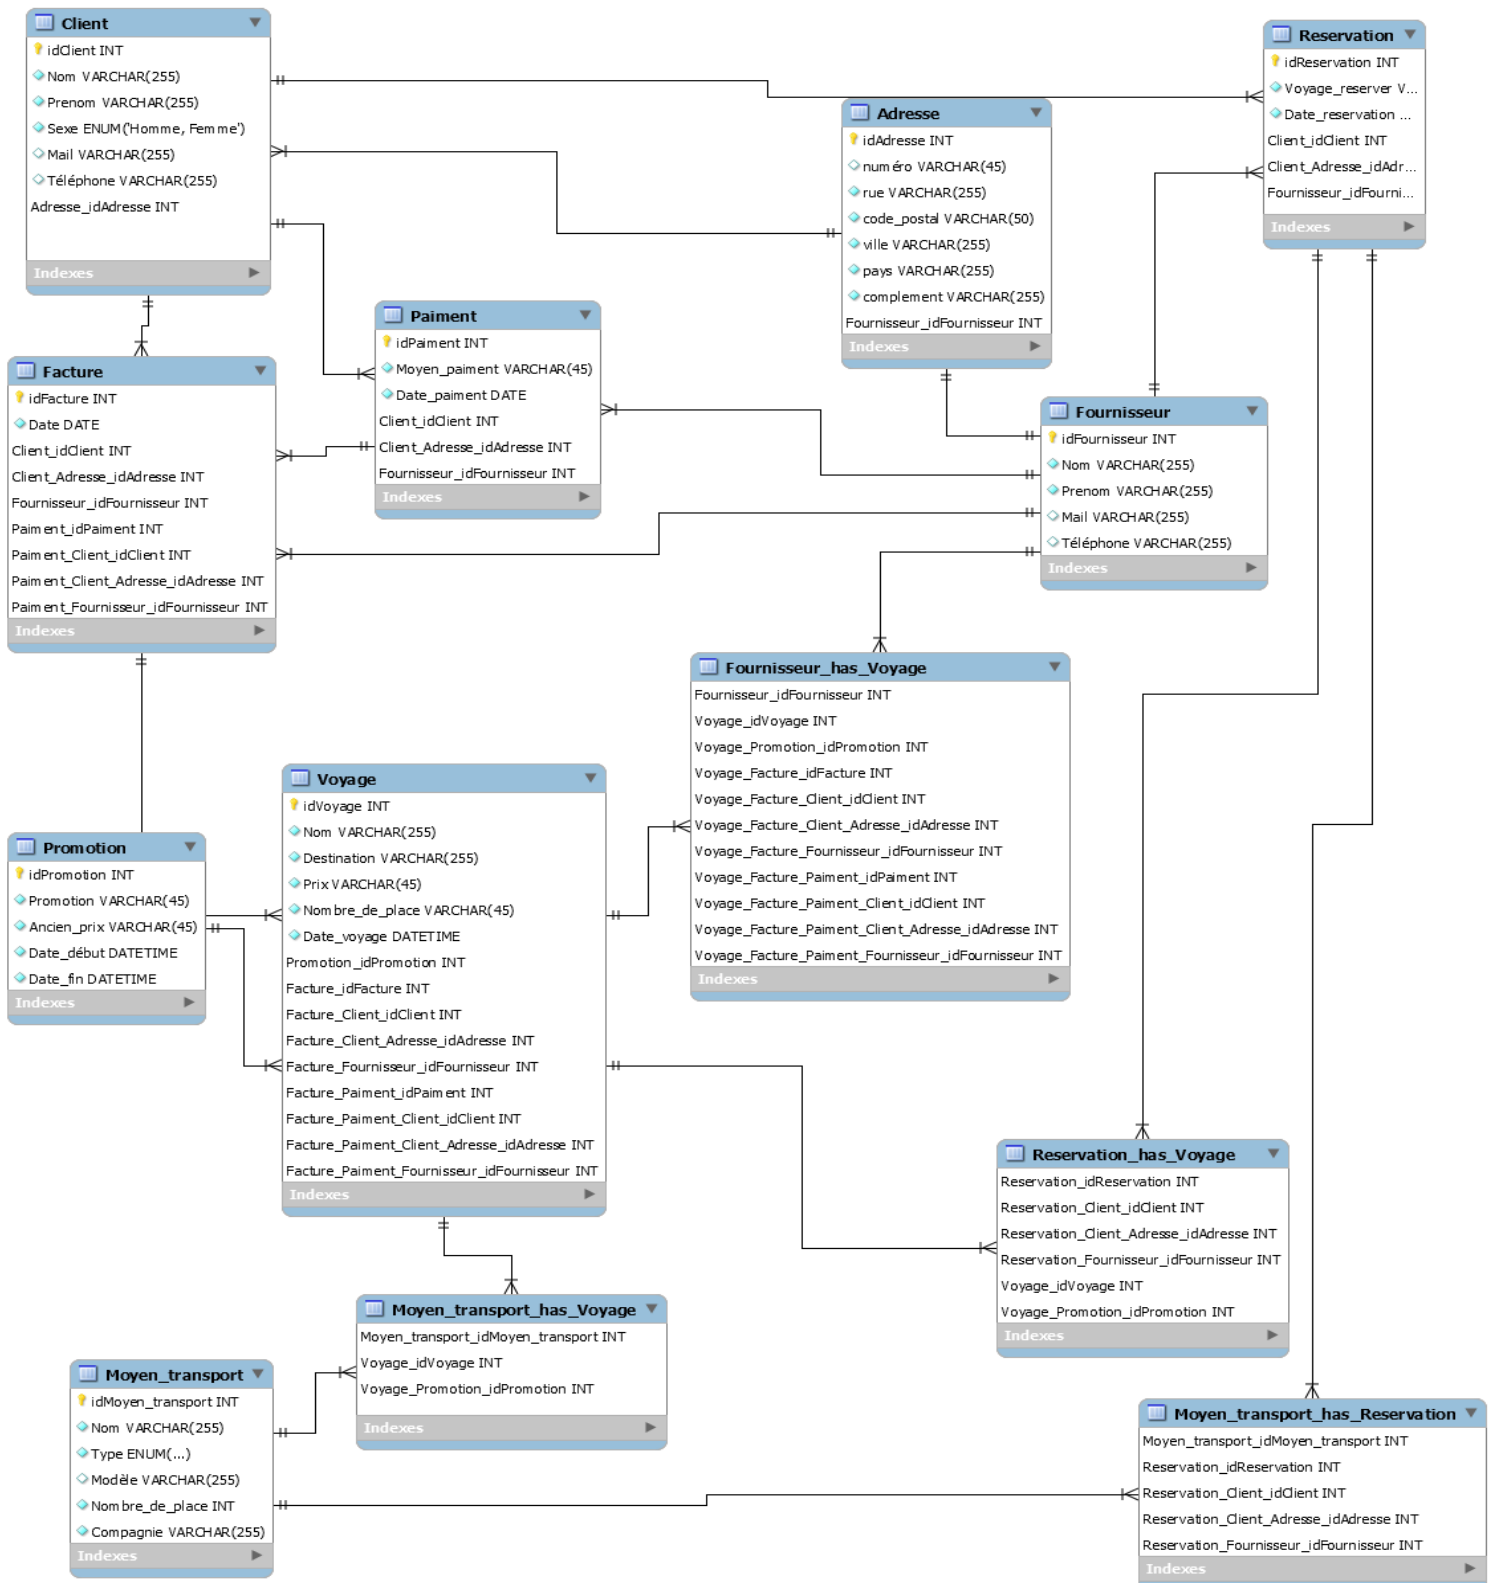 Client
idClient INT
Nom VARCHAR(255)
Prenom VARCHAR(255)
Sexe ENUM('Homme, Femme')
Mail VARCHAR(255)
Téléphone VARCHAR(255)
Adresse_idAdresse INT
Indexes
Reservation
idReservation INT
Voyage_reserver V...
Date_reservation ...
Client_idClient INT
Client_Adresse_idAdr...
Fournisseur_idFourni...
Indexes
Adresse
idAdresse INT
numéro VARCHAR(45)
rue VARCHAR(255)
code_postal VARCHAR(50)
ville VARCHAR(255)
pays VARCHAR(255)
complement VARCHAR(255)
Fournisseur_idFournisseur INT
Indexes
Paiment
idPaiment INT
Moyen_paiment VARCHAR(45)
Date_paiment DATE
Client_idClient INT
Client_Adresse_idAdresse INT
Fournisseur_idFournisseur INT
Indexes
Facture
idFacture INT
Date DATE
Client_idClient INT
Client_Adresse_idAdresse INT
Fournisseur_idFournisseur INT
Paiment_idPaiment INT
Paiment_Client_idClient INT
Paiment_Client_Adresse_idAdresse INT
Paiment_Fournisseur_idFournisseur INT
Indexes
Fournisseur
idFournisseur INT
Nom VARCHAR(255)
Prenom VARCHAR(255)
Mail VARCHAR(255)
Téléphone VARCHAR(255)
Indexes
Fournisseur_has_Voyage
Fournisseur_idFournisseur INT
Voyage_idVoyage INT
Voyage_Promotion_idPromotion INT
Voyage_Facture_idFacture INT
Voyage_Facture_Client_idClient INT
Voyage_Facture_Client_Adresse_idAdresse INT
Voyage_Facture_Fournisseur_idFournisseur INT
Voyage_Facture_Paiment_idPaiment INT
Voyage_Facture_Paiment_Client_idClient INT
Voyage_Facture_Paiment_Client_Adresse_idAdresse INT
Voyage_Facture_Paiment_Fournisseur_idFournisseur INT
Indexes
Voyage
idVoyage INT
Nom VARCHAR(255)
Destination VARCHAR(255)
Prix VARCHAR(45)
Nombre_de_place VARCHAR(45)
Date_voyage DATETIME
Promotion_idPromotion INT
Facture_idFacture INT
Facture_Client_idClient INT
Facture_Client_Adresse_idAdresse INT
Facture_Fournisseur_idFournisseur INT
Facture_Paiment_idPaiment INT
Facture_Paiment_Client_idClient INT
Facture_Paiment_Client_Adresse_idAdresse INT
Facture_Paiment_Fournisseur_idFournisseur INT
Indexes
Promotion
idPromotion INT
Promotion VARCHAR(45)
Ancien_prix VARCHAR(45)
Date_début DATETIME
Date_fin DATETIME
Indexes
Reservation_has_Voyage
Reservation_idReservation INT
Reservation_Client_idClient INT
Reservation_Client_Adresse_idAdresse INT
Reservation_Fournisseur_idFournisseur INT
Voyage_idVoyage INT
Voyage_Promotion_idPromotion INT
Indexes
Moyen_transport_has_Voyage
Moyen_transport_idMoyen_transport INT
Voyage_idVoyage INT
Voyage_Promotion_idPromotion INT
Indexes
Moyen_transport
idMoyen_transport INT
Nom VARCHAR(255)
Type ENUM(...)
Modèle VARCHAR(255)
Nombre_de_place INT
Compagnie VARCHAR(255)
Indexes
Moyen_transport_has_Reservation
Moyen_transport_idMoyen_transport INT
Reservation_idReservation INT
Reservation_Client_idClient INT
Reservation_Client_Adresse_idAdresse INT
Reservation_Fournisseur_idFournisseur INT
Indexes